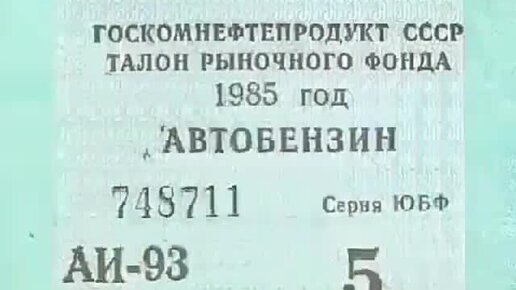 ГОСКОМНЕФТЕПРОДУКТ СССР
ТАЛОН РЫНОЧНОГО ФОНДА
1985 год
АВТОБЕНЗИН
748711 Серия ЮБФ
АИ-93 5